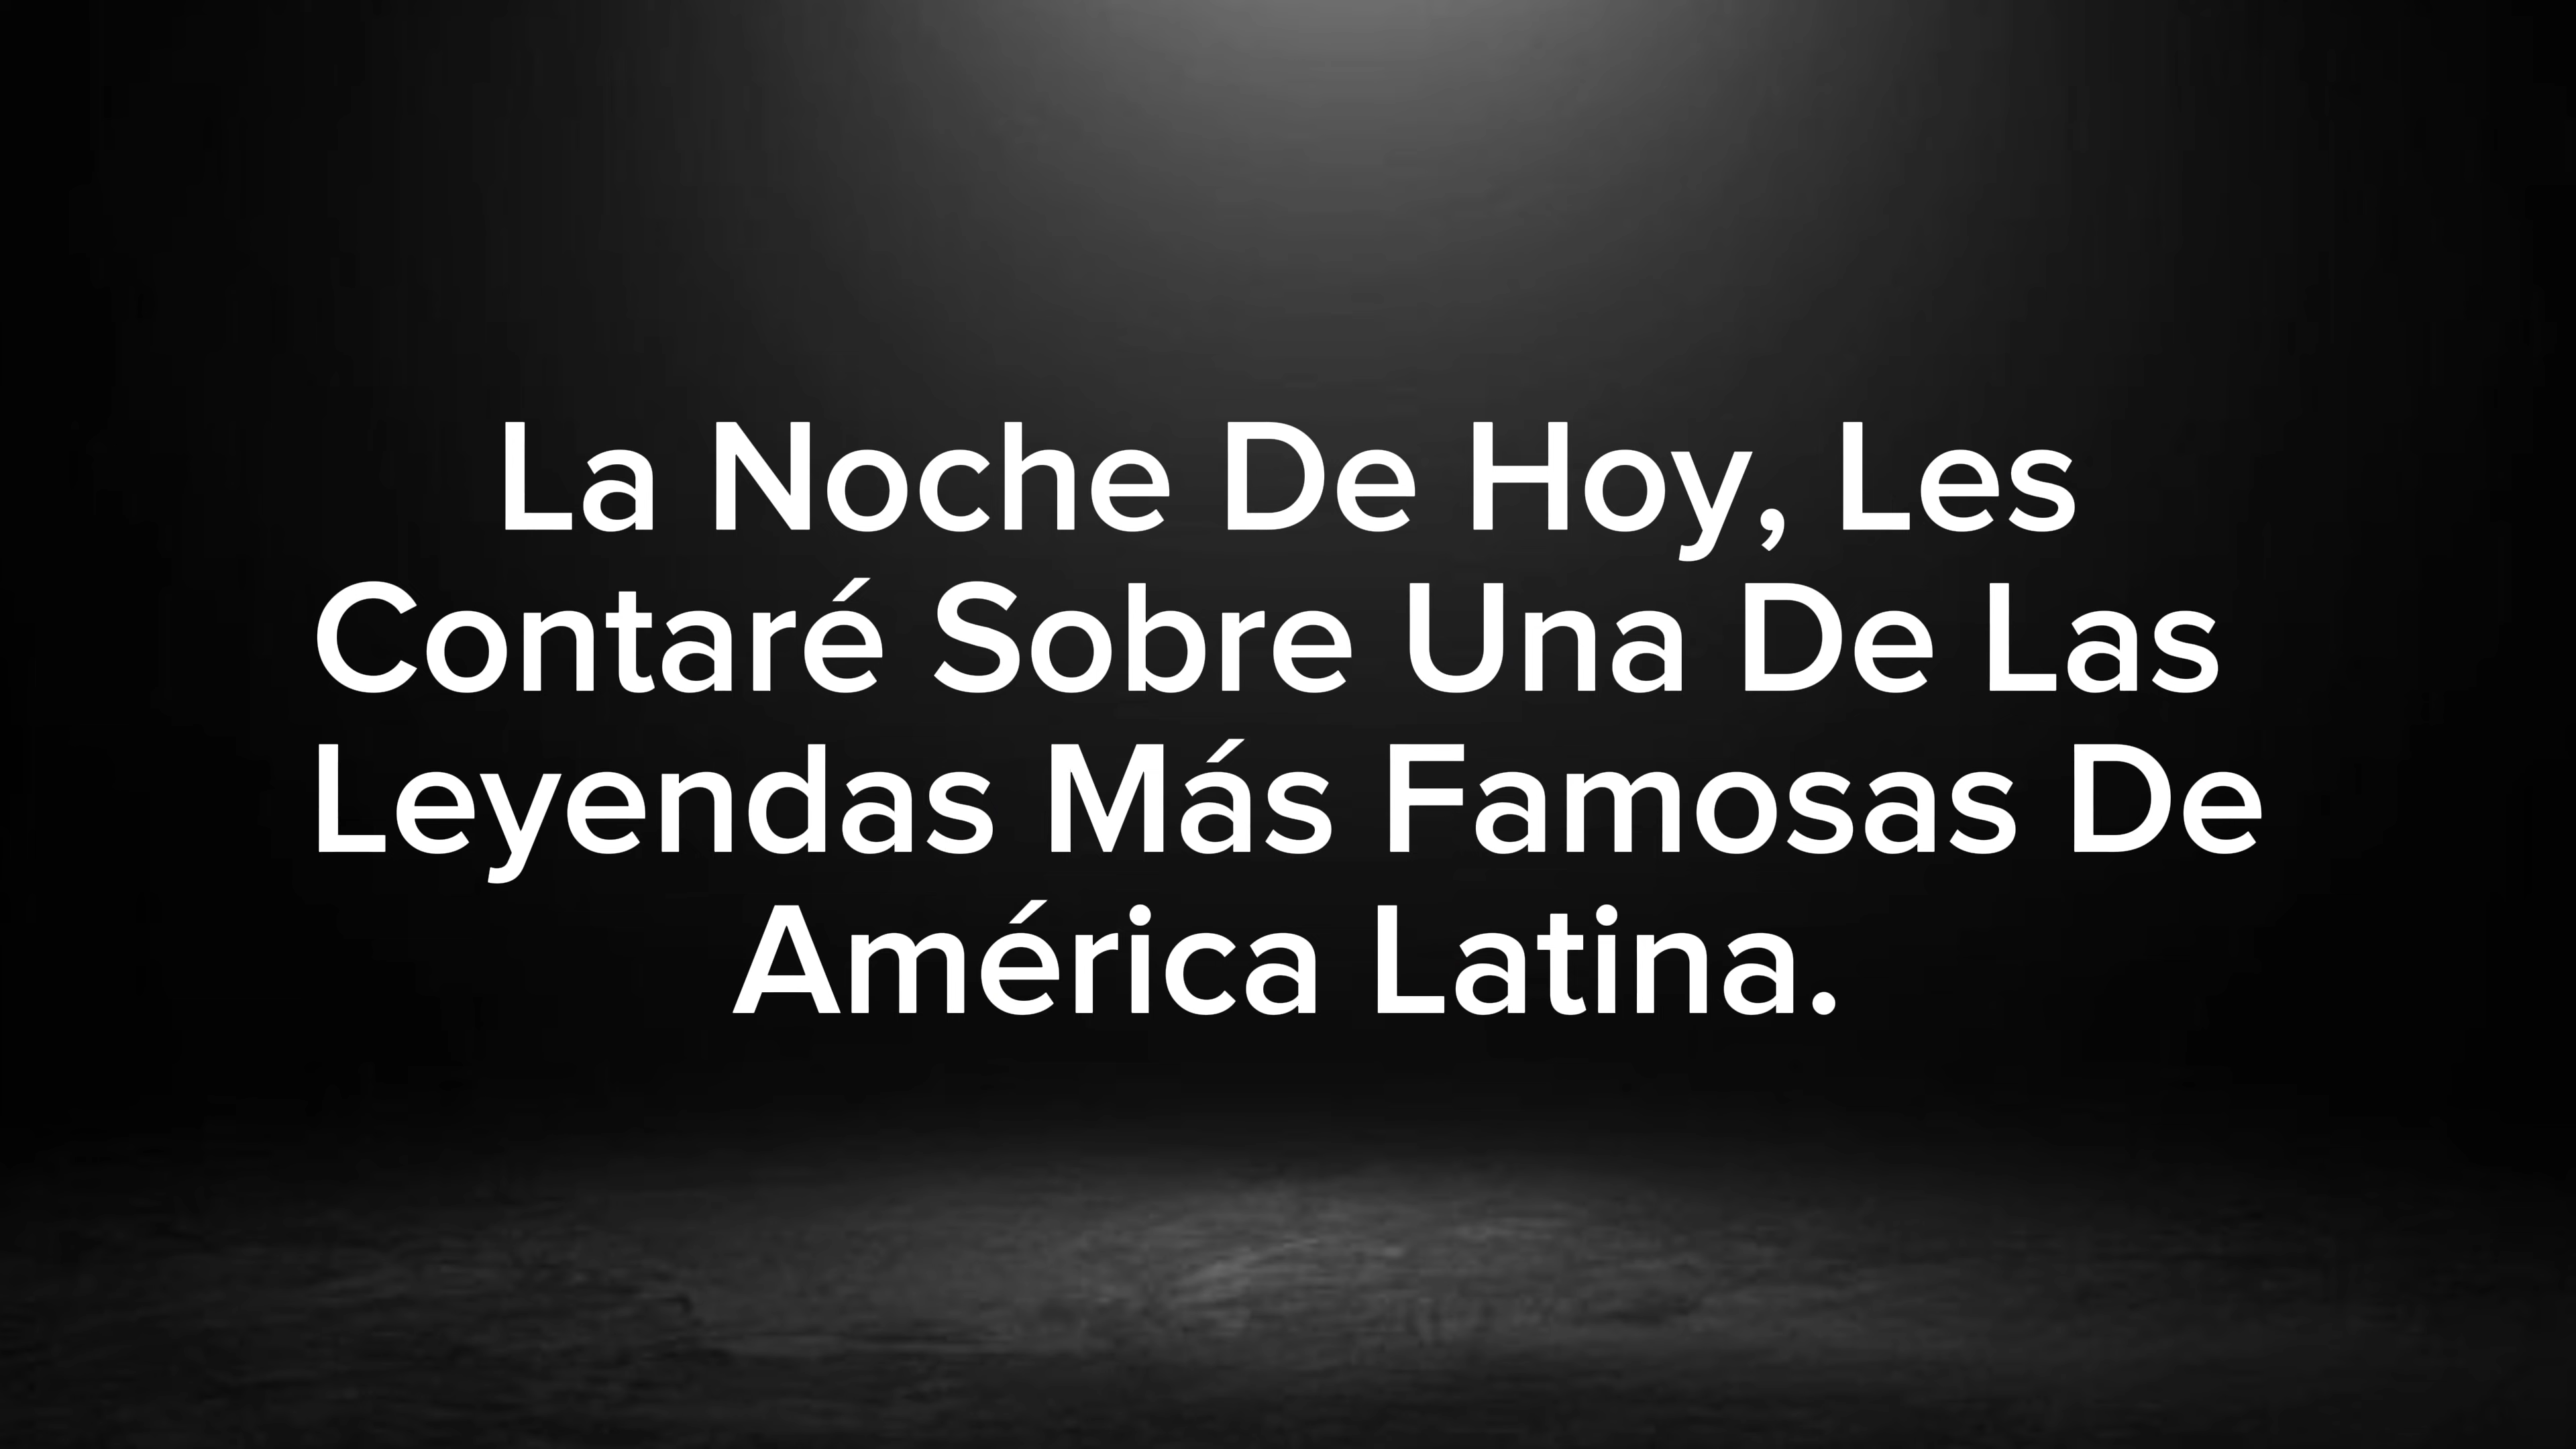 La Noche De Hoy, Les
Contaré Sobre Una De Las
Leyendas Más Famosas De
América Latina.